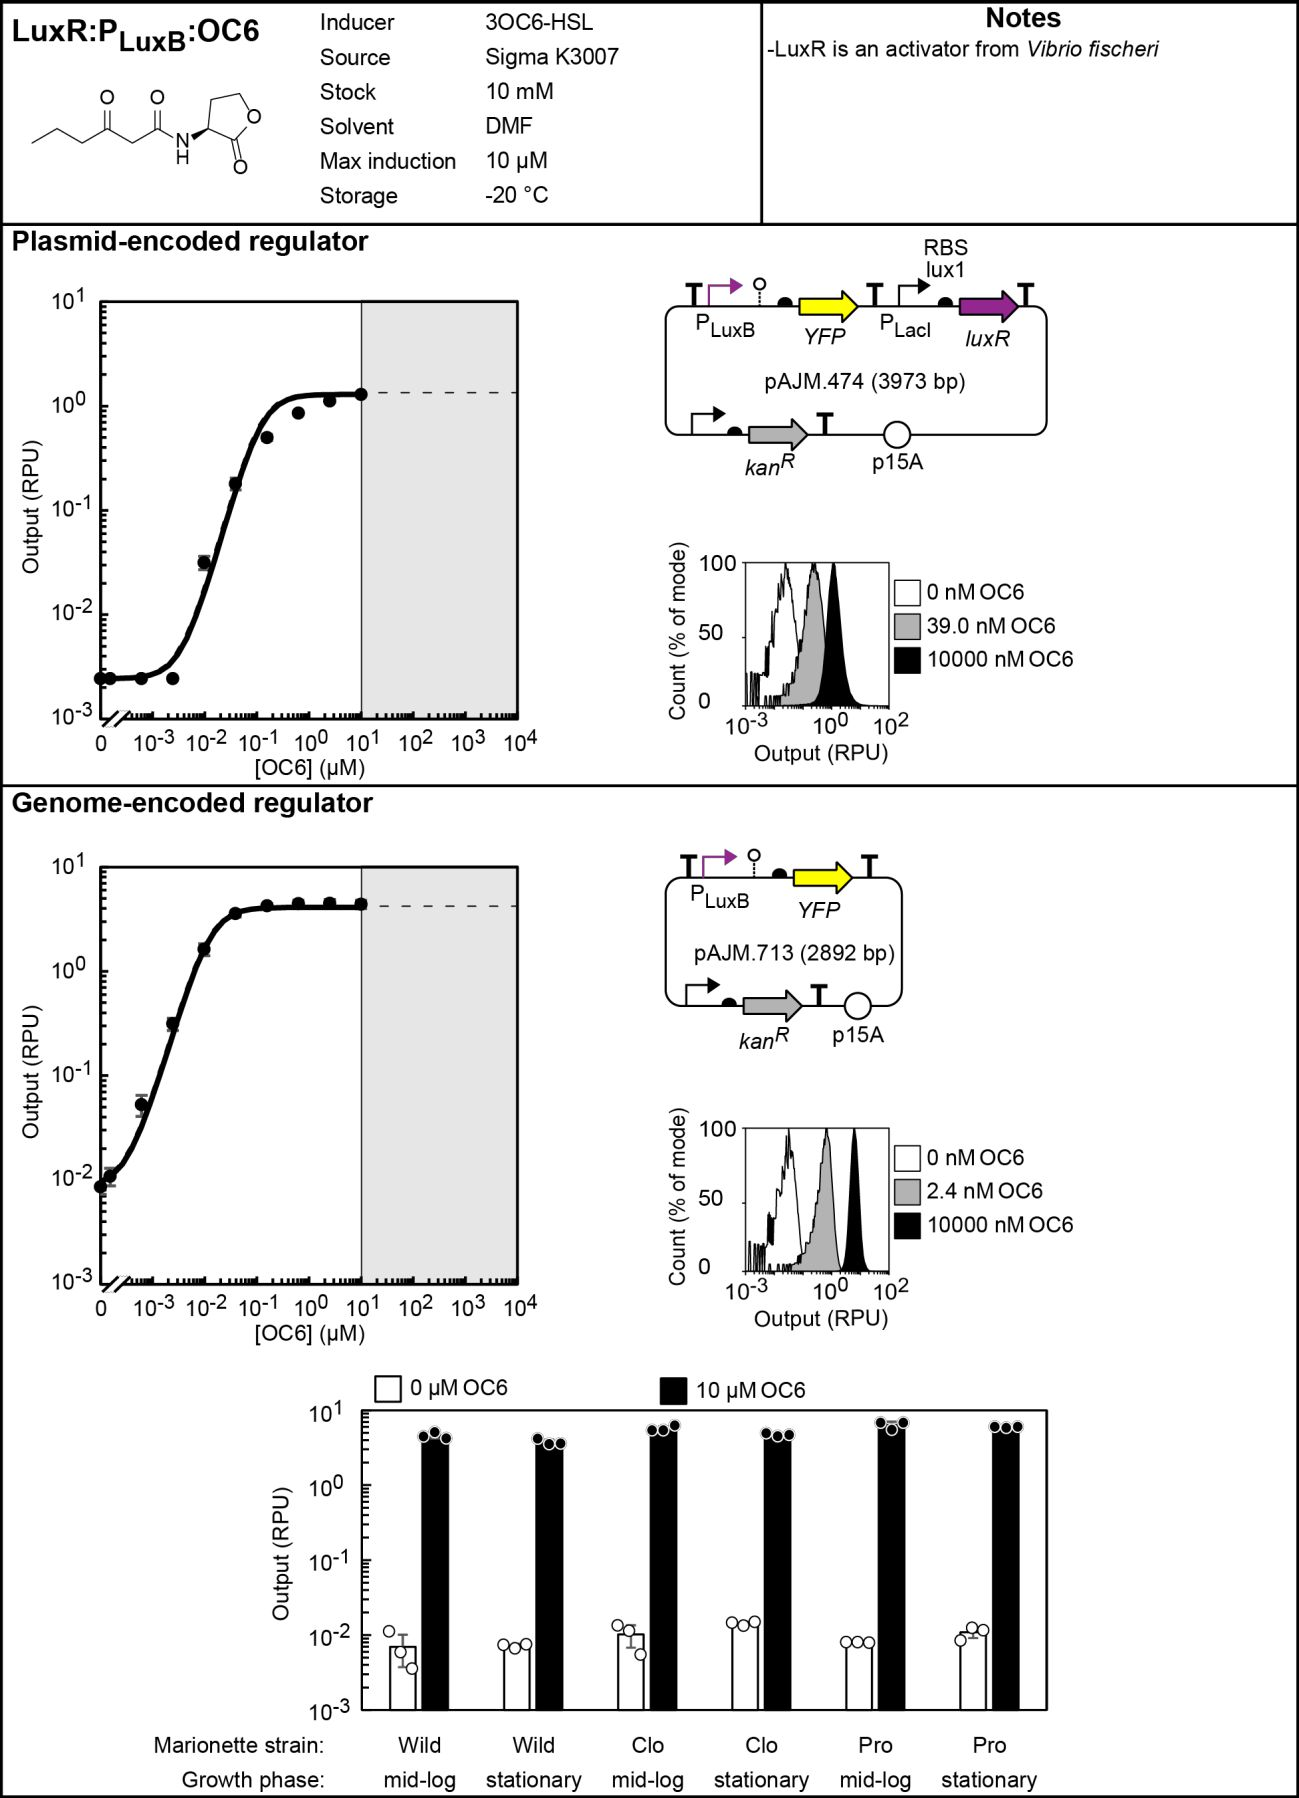 LuxR:PLuxB:OC6
Inducer 3OC6-HSL
Source Sigma K3007
Stock 10 mM
Solvent DMF
Max induction 10 µM
Storage -20 °C
Notes
-LuxR is an activator from Vibrio fischeri
O O
O
N
H
O
Plasmid-encoded regulator
10^1
10^0
10^-1
10^-2
10^-3
Output (RPU)
0 10^-3 10^-2 10^-1 10^0 10^1 10^2 10^3 10^4
[OC6] (µM)
RBS
lux1
PLuxB YFP PLacI luxR
pAJM.474 (3973 bp)
kanR p15A
Count (% of mode)
100
50
0
10^-3 10^0 10^2
Output (RPU)
0 nM OC6
39.0 nM OC6
10000 nM OC6
Genome-encoded regulator
10^1
10^0
10^-1
10^-2
10^-3
Output (RPU)
0 10^-3 10^-2 10^-1 10^0 10^1 10^2 10^3 10^4
[OC6] (µM)
PLuxB YFP
pAJM.713 (2892 bp)
kanR p15A
Count (% of mode)
100
50
0
10^-3 10^0 10^2
Output (RPU)
0 nM OC6
2.4 nM OC6
10000 nM OC6
0 µM OC6 10 µM OC6
10^1
10^0
10^-1
10^-2
10^-3
Output (RPU)
Marionette strain: Wild Wild Clo Clo Pro Pro
Growth phase: mid-log stationary mid-log stationary mid-log stationary